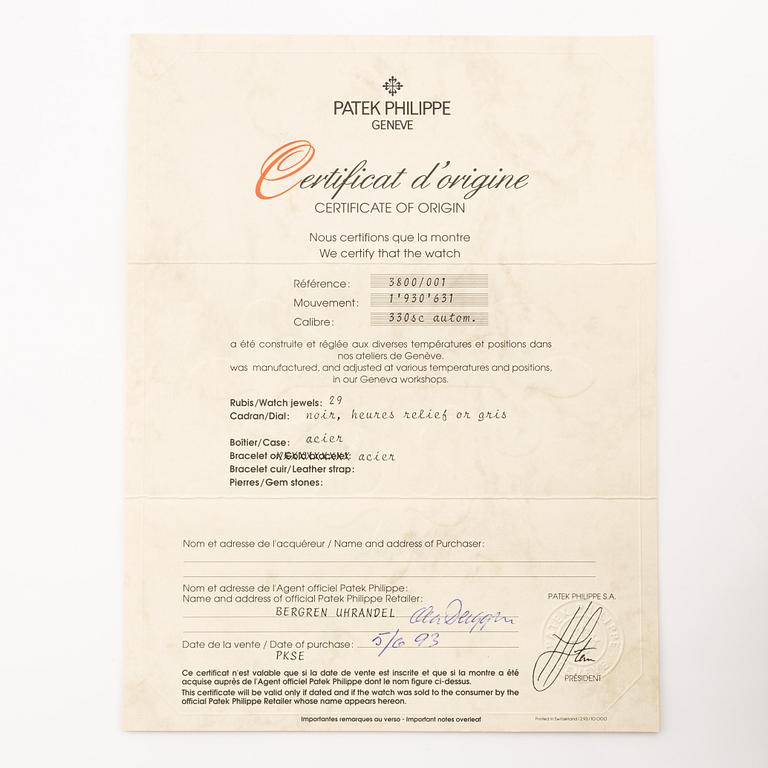 PATEK PHILIPPE
GENEVE
Certificat d'origine
CERTIFICATE OF ORIGIN
Nous certifions que la montre
We certify that the watch
Référence: 3800/001
Mouvement: 1'930'631
Calibre: 330sc autom.
a été construite et réglée aux diverses températures et positions dans
nos ateliers de Genève.
was manufactured, and adjusted at various temperatures and positions,
in our Geneva workshops.
Rubis/Watch jewels: 29
Cadran/Dial: noir, heures relief or gris
Boîtier/Case: acier
Bracelet or/Gold bracelet: acier
Bracelet cuir/Leather strap:
Pierres/Gem stones:
Nom et adresse de l'acquéreur / Name and address of Purchaser:
Nom et adresse de l'Agent officiel Patek Philippe:
Name and address of official Patek Philippe Retailer:
BERGREN UHRANDEL
Date de la vente / Date of purchase: 5/6 93
PKSE
PATEK PHILIPPE S.A.
PRÉSIDENT
Ce certificat n'est valable que si la date de vente est inscrite et que si la montre a été
acquise auprès de l'Agent officiel Patek Philippe dont le nom figure ci-dessus.
This certificate will be valid only if dated and if the watch was sold to the consumer by the
official Patek Philippe Retailer whose name appears hereon.
Importantes remarques au verso - Important notes overleaf
Printed in Switzerland